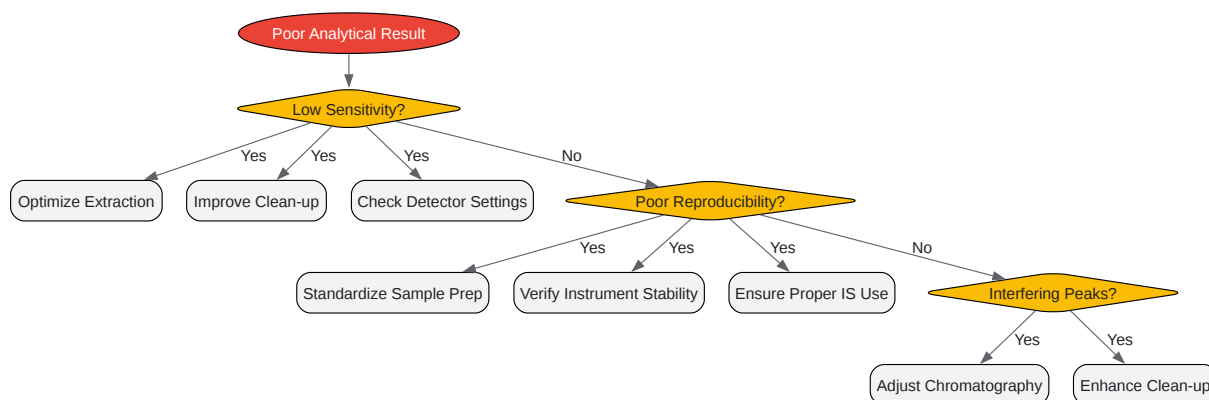 Poor Analytical Result
Low Sensitivity?
Yes
Yes
Yes
No
Optimize Extraction
Improve Clean-up
Check Detector Settings
Poor Reproducibility?
Yes
Yes
Yes
No
Standardize Sample Prep
Verify Instrument Stability
Ensure Proper IS Use
Interfering Peaks?
Yes
Yes
Adjust Chromatography
Enhance Clean-up